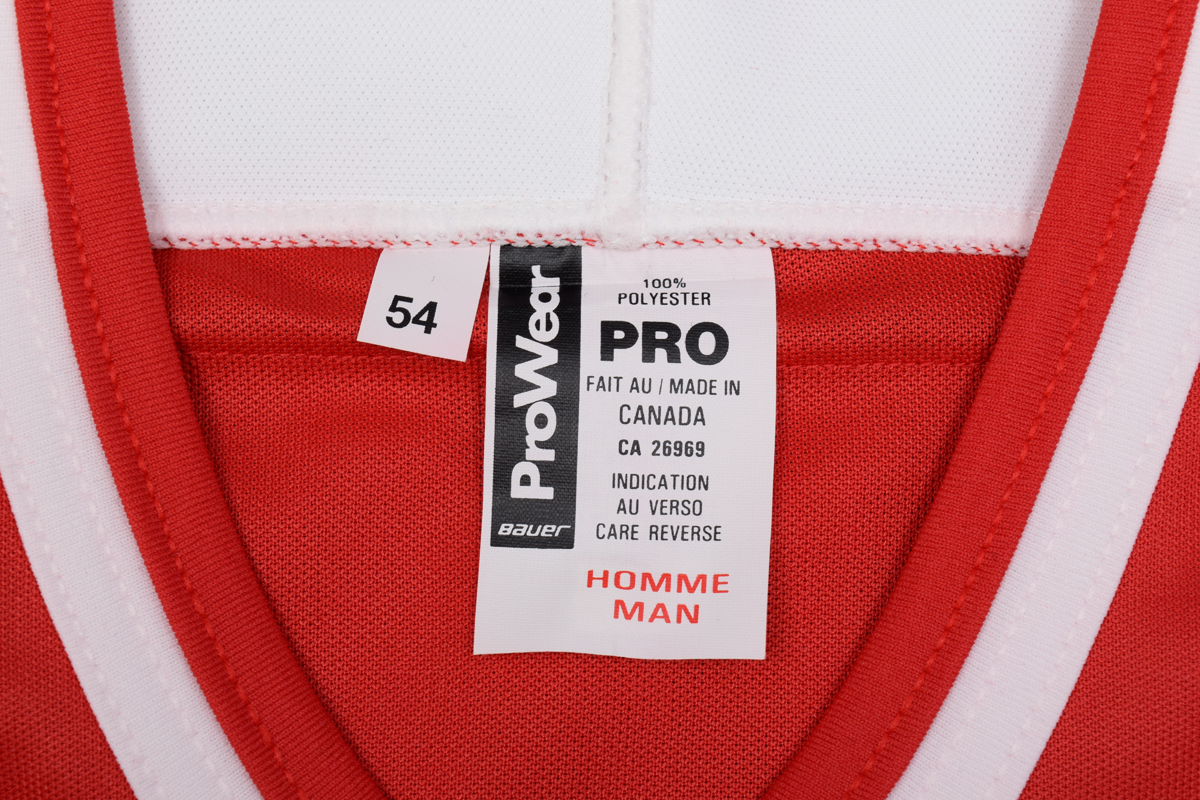 54
ProWear
BAUER
100%
POLYESTER
PRO
FAIT AU / MADE IN
CANADA
CA 26969
INDICATION
AU VERSO
CARE REVERSE
HOMME
MAN